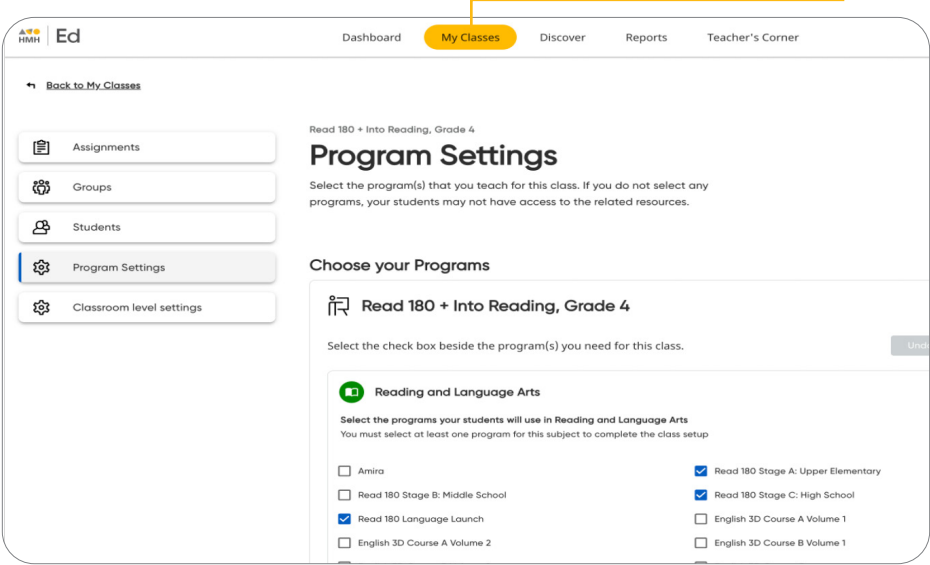 HMH Ed
Dashboard My Classes Discover Reports Teacher's Corner
Back to My Classes
Assignments
Groups
Students
Program Settings
Classroom level settings
Read 180 + Into Reading, Grade 4
Program Settings
Select the program(s) that you teach for this class. If you do not select any
programs, your students may not have access to the related resources.
Choose your Programs
Read 180 + Into Reading, Grade 4
Select the check box beside the program(s) you need for this class.
Reading and Language Arts
Select the programs your students will use in Reading and Language Arts
You must select at least one program for this subject to complete the class setup
Amira
Read 180 Stage A: Upper Elementary
Read 180 Stage B: Middle School
Read 180 Stage C: High School
Read 180 Language Launch
English 3D Course A Volume 1
English 3D Course A Volume 2
English 3D Course B Volume 1